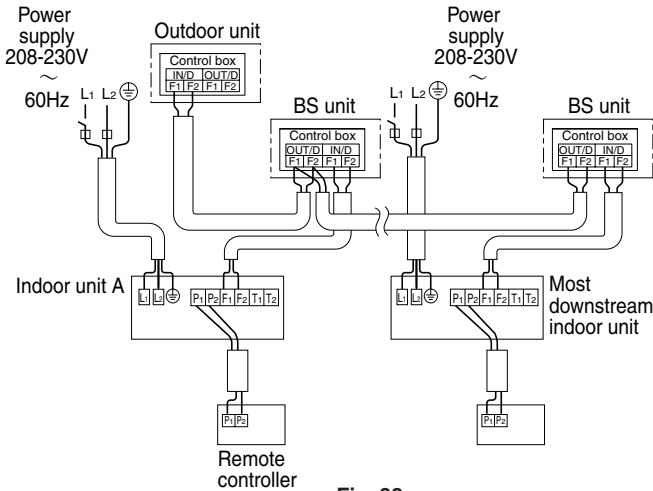 Power
supply
208-230V
~
60Hz
L1 L2
Outdoor unit
Control box
IN/D OUT/D
F1 F2 F1 F2
BS unit
Control box
OUT/D IN/D
F1 F2 F1 F2
Power
supply
208-230V
~
60Hz
L1 L2
BS unit
Control box
OUT/D IN/D
F1 F2 F1 F2
Indoor unit A
L1 L2
P1 P2 F1 F2 T1 T2
L1 L2
P1 P2 F1 F2 T1 T2
Most
downstream
indoor unit
P1 P2
Remote
controller
P1 P2